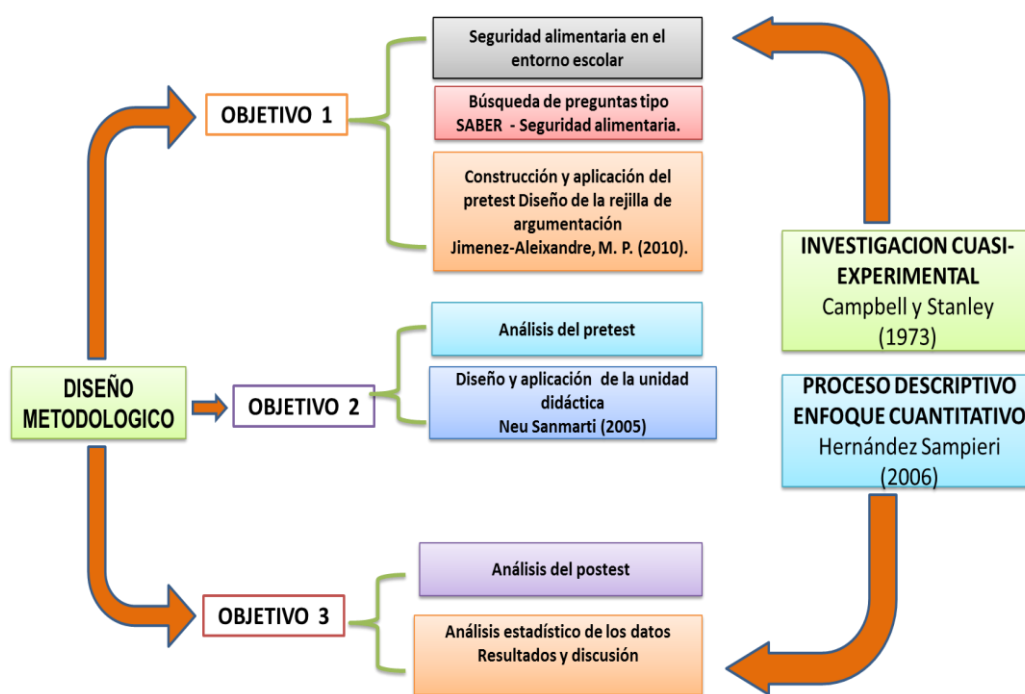 Seguridad alimentaria en el
entorno escolar
OBJETIVO 1
Búsqueda de preguntas tipo
SABER - Seguridad alimentaria.
Construcción y aplicación del
pretest Diseño de la rejilla de
argumentación
Jimenez-Aleixandre, M. P. (2010).
INVESTIGACION CUASI-
EXPERIMENTAL
Campbell y Stanley
(1973)
Análisis del pretest
DISEÑO
METODOLOGICO
OBJETIVO 2
Diseño y aplicación de la unidad
didáctica
Neu Sanmarti (2005)
PROCESO DESCRIPTIVO
ENFOQUE CUANTITATIVO
Hernández Sampieri
(2006)
Análisis del postest
OBJETIVO 3
Análisis estadístico de los datos
Resultados y discusión